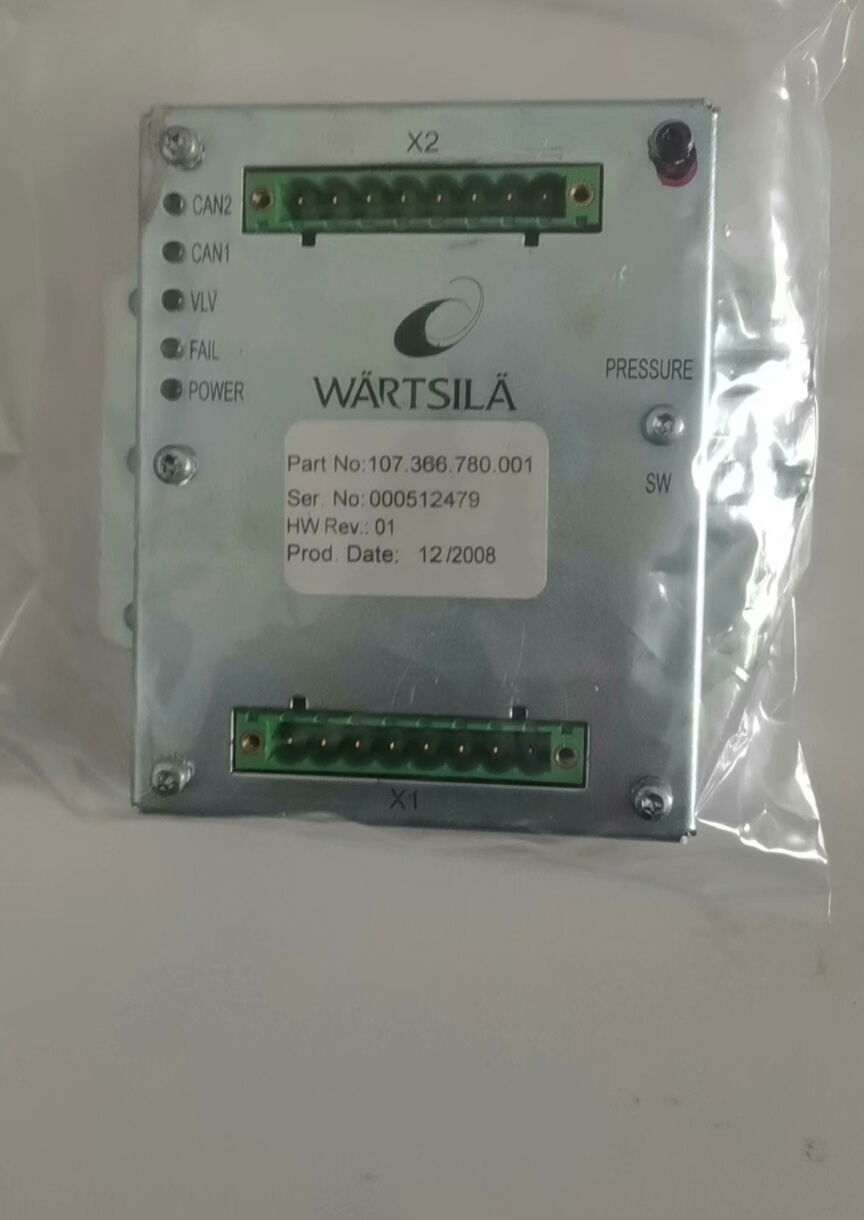 X2
CAN2
CAN1
VLV
FAIL
POWER
WÄRTSILÄ
PRESSURE
SW
Part No:107.366.780.001
Ser. No:000512479
HW Rev.: 01
Prod. Date: 12/2008
X1